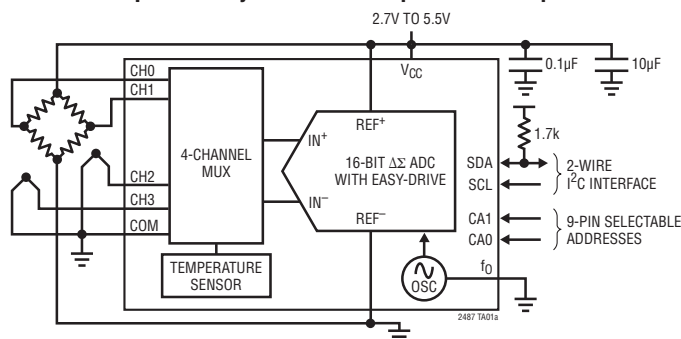 2.7V TO 5.5V
0.1µF
10µF
VCC
CH0
CH1
CH2
CH3
COM
4-CHANNEL
MUX
TEMPERATURE
SENSOR
IN+
IN–
REF+
16-BIT ΔΣ ADC
WITH EASY-DRIVE
REF–
1.7k
SDA
SCL
2-WIRE
I2C INTERFACE
CA1
CA0
9-PIN SELECTABLE
ADDRESSES
fO
OSC
2487 TA01a